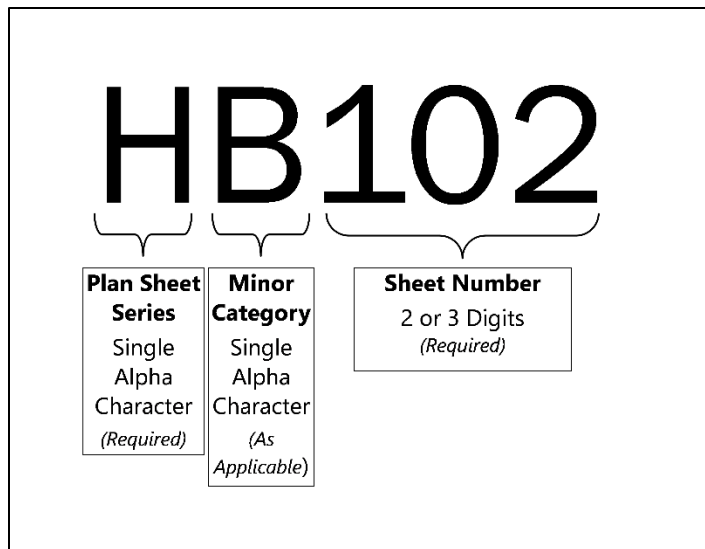 HB102
Plan Sheet
Series
Single
Alpha
Character
(Required)
Minor
Category
Single
Alpha
Character
(As
Applicable)
Sheet Number
2 or 3 Digits
(Required)